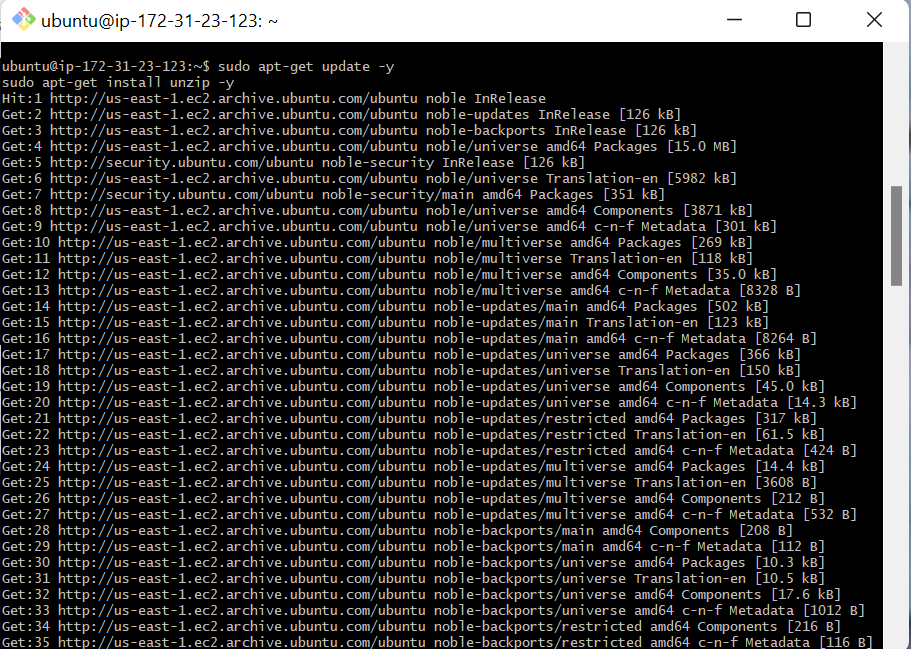 ubuntu@ip-172-31-23-123: ~
ubuntu@ip-172-31-23-123:~$ sudo apt-get update -y
sudo apt-get install unzip -y
Hit:1 http://us-east-1.ec2.archive.ubuntu.com/ubuntu noble InRelease
Get:2 http://us-east-1.ec2.archive.ubuntu.com/ubuntu noble-updates InRelease [126 kB]
Get:3 http://us-east-1.ec2.archive.ubuntu.com/ubuntu noble-backports InRelease [126 kB]
Get:4 http://us-east-1.ec2.archive.ubuntu.com/ubuntu noble/universe amd64 Packages [15.0 MB]
Get:5 http://security.ubuntu.com/ubuntu noble-security InRelease [126 kB]
Get:6 http://us-east-1.ec2.archive.ubuntu.com/ubuntu noble/universe Translation-en [5982 kB]
Get:7 http://security.ubuntu.com/ubuntu noble-security/main amd64 Packages [351 kB]
Get:8 http://us-east-1.ec2.archive.ubuntu.com/ubuntu noble/universe amd64 Components [3871 kB]
Get:9 http://us-east-1.ec2.archive.ubuntu.com/ubuntu noble/universe amd64 c-n-f Metadata [301 kB]
Get:10 http://us-east-1.ec2.archive.ubuntu.com/ubuntu noble/multiverse amd64 Packages [269 kB]
Get:11 http://us-east-1.ec2.archive.ubuntu.com/ubuntu noble/multiverse Translation-en [118 kB]
Get:12 http://us-east-1.ec2.archive.ubuntu.com/ubuntu noble/multiverse amd64 Components [35.0 kB]
Get:13 http://us-east-1.ec2.archive.ubuntu.com/ubuntu noble/multiverse amd64 c-n-f Metadata [8328 B]
Get:14 http://us-east-1.ec2.archive.ubuntu.com/ubuntu noble-updates/main amd64 Packages [502 kB]
Get:15 http://us-east-1.ec2.archive.ubuntu.com/ubuntu noble-updates/main Translation-en [123 kB]
Get:16 http://us-east-1.ec2.archive.ubuntu.com/ubuntu noble-updates/main amd64 c-n-f Metadata [8264 B]
Get:17 http://us-east-1.ec2.archive.ubuntu.com/ubuntu noble-updates/universe amd64 Packages [366 kB]
Get:18 http://us-east-1.ec2.archive.ubuntu.com/ubuntu noble-updates/universe Translation-en [150 kB]
Get:19 http://us-east-1.ec2.archive.ubuntu.com/ubuntu noble-updates/universe amd64 Components [45.0 kB]
Get:20 http://us-east-1.ec2.archive.ubuntu.com/ubuntu noble-updates/universe amd64 c-n-f Metadata [14.3 kB]
Get:21 http://us-east-1.ec2.archive.ubuntu.com/ubuntu noble-updates/restricted amd64 Packages [317 kB]
Get:22 http://us-east-1.ec2.archive.ubuntu.com/ubuntu noble-updates/restricted Translation-en [61.5 kB]
Get:23 http://us-east-1.ec2.archive.ubuntu.com/ubuntu noble-updates/restricted amd64 c-n-f Metadata [424 B]
Get:24 http://us-east-1.ec2.archive.ubuntu.com/ubuntu noble-updates/multiverse amd64 Packages [14.4 kB]
Get:25 http://us-east-1.ec2.archive.ubuntu.com/ubuntu noble-updates/multiverse Translation-en [3608 B]
Get:26 http://us-east-1.ec2.archive.ubuntu.com/ubuntu noble-updates/multiverse amd64 Components [212 B]
Get:27 http://us-east-1.ec2.archive.ubuntu.com/ubuntu noble-updates/multiverse amd64 c-n-f Metadata [532 B]
Get:28 http://us-east-1.ec2.archive.ubuntu.com/ubuntu noble-backports/main amd64 Components [208 B]
Get:29 http://us-east-1.ec2.archive.ubuntu.com/ubuntu noble-backports/main amd64 c-n-f Metadata [112 B]
Get:30 http://us-east-1.ec2.archive.ubuntu.com/ubuntu noble-backports/universe amd64 Packages [10.3 kB]
Get:31 http://us-east-1.ec2.archive.ubuntu.com/ubuntu noble-backports/universe Translation-en [10.5 kB]
Get:32 http://us-east-1.ec2.archive.ubuntu.com/ubuntu noble-backports/universe amd64 Components [17.6 kB]
Get:33 http://us-east-1.ec2.archive.ubuntu.com/ubuntu noble-backports/universe amd64 c-n-f Metadata [1012 B]
Get:34 http://us-east-1.ec2.archive.ubuntu.com/ubuntu noble-backports/restricted amd64 Components [216 B]
Get:35 http://us-east-1.ec2.archive.ubuntu.com/ubuntu noble-backports/restricted amd64 c-n-f Metadata [116 B]